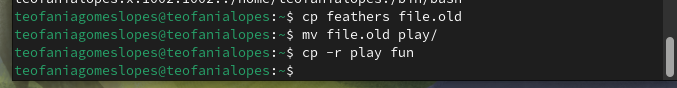 teofaniagomeslopes@teofanialopes:~$ cp feathers file.old
teofaniagomeslopes@teofanialopes:~$ mv file.old play/
teofaniagomeslopes@teofanialopes:~$ cp -r play fun
teofaniagomeslopes@teofanialopes:~$